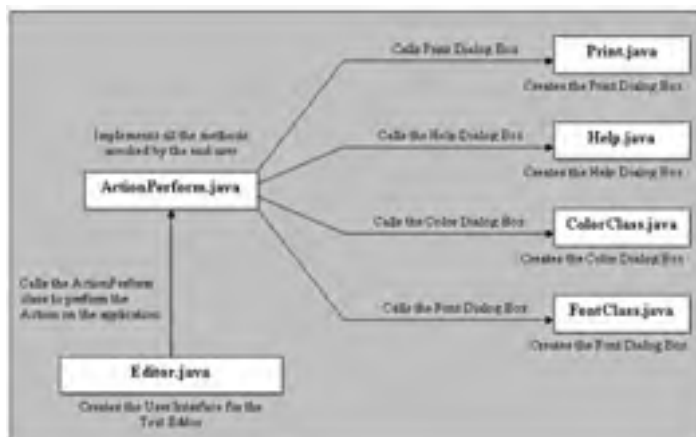 Calls Print Dialog Box
Print.java
Creates the Print Dialog Box
Implements all the methods
invoked by the end user
ActionPerform.java
Calls the Help Dialog Box
Help.java
Creates the Help Dialog Box
Calls the Color Dialog Box
ColorClass.java
Creates the Color Dialog Box
Calls the ActionPerform
class to perform the
Action on the application
Calls the Font Dialog Box
FontClass.java
Creates the Font Dialog Box
Editor.java
Creates the User Interface for the
Text Editor